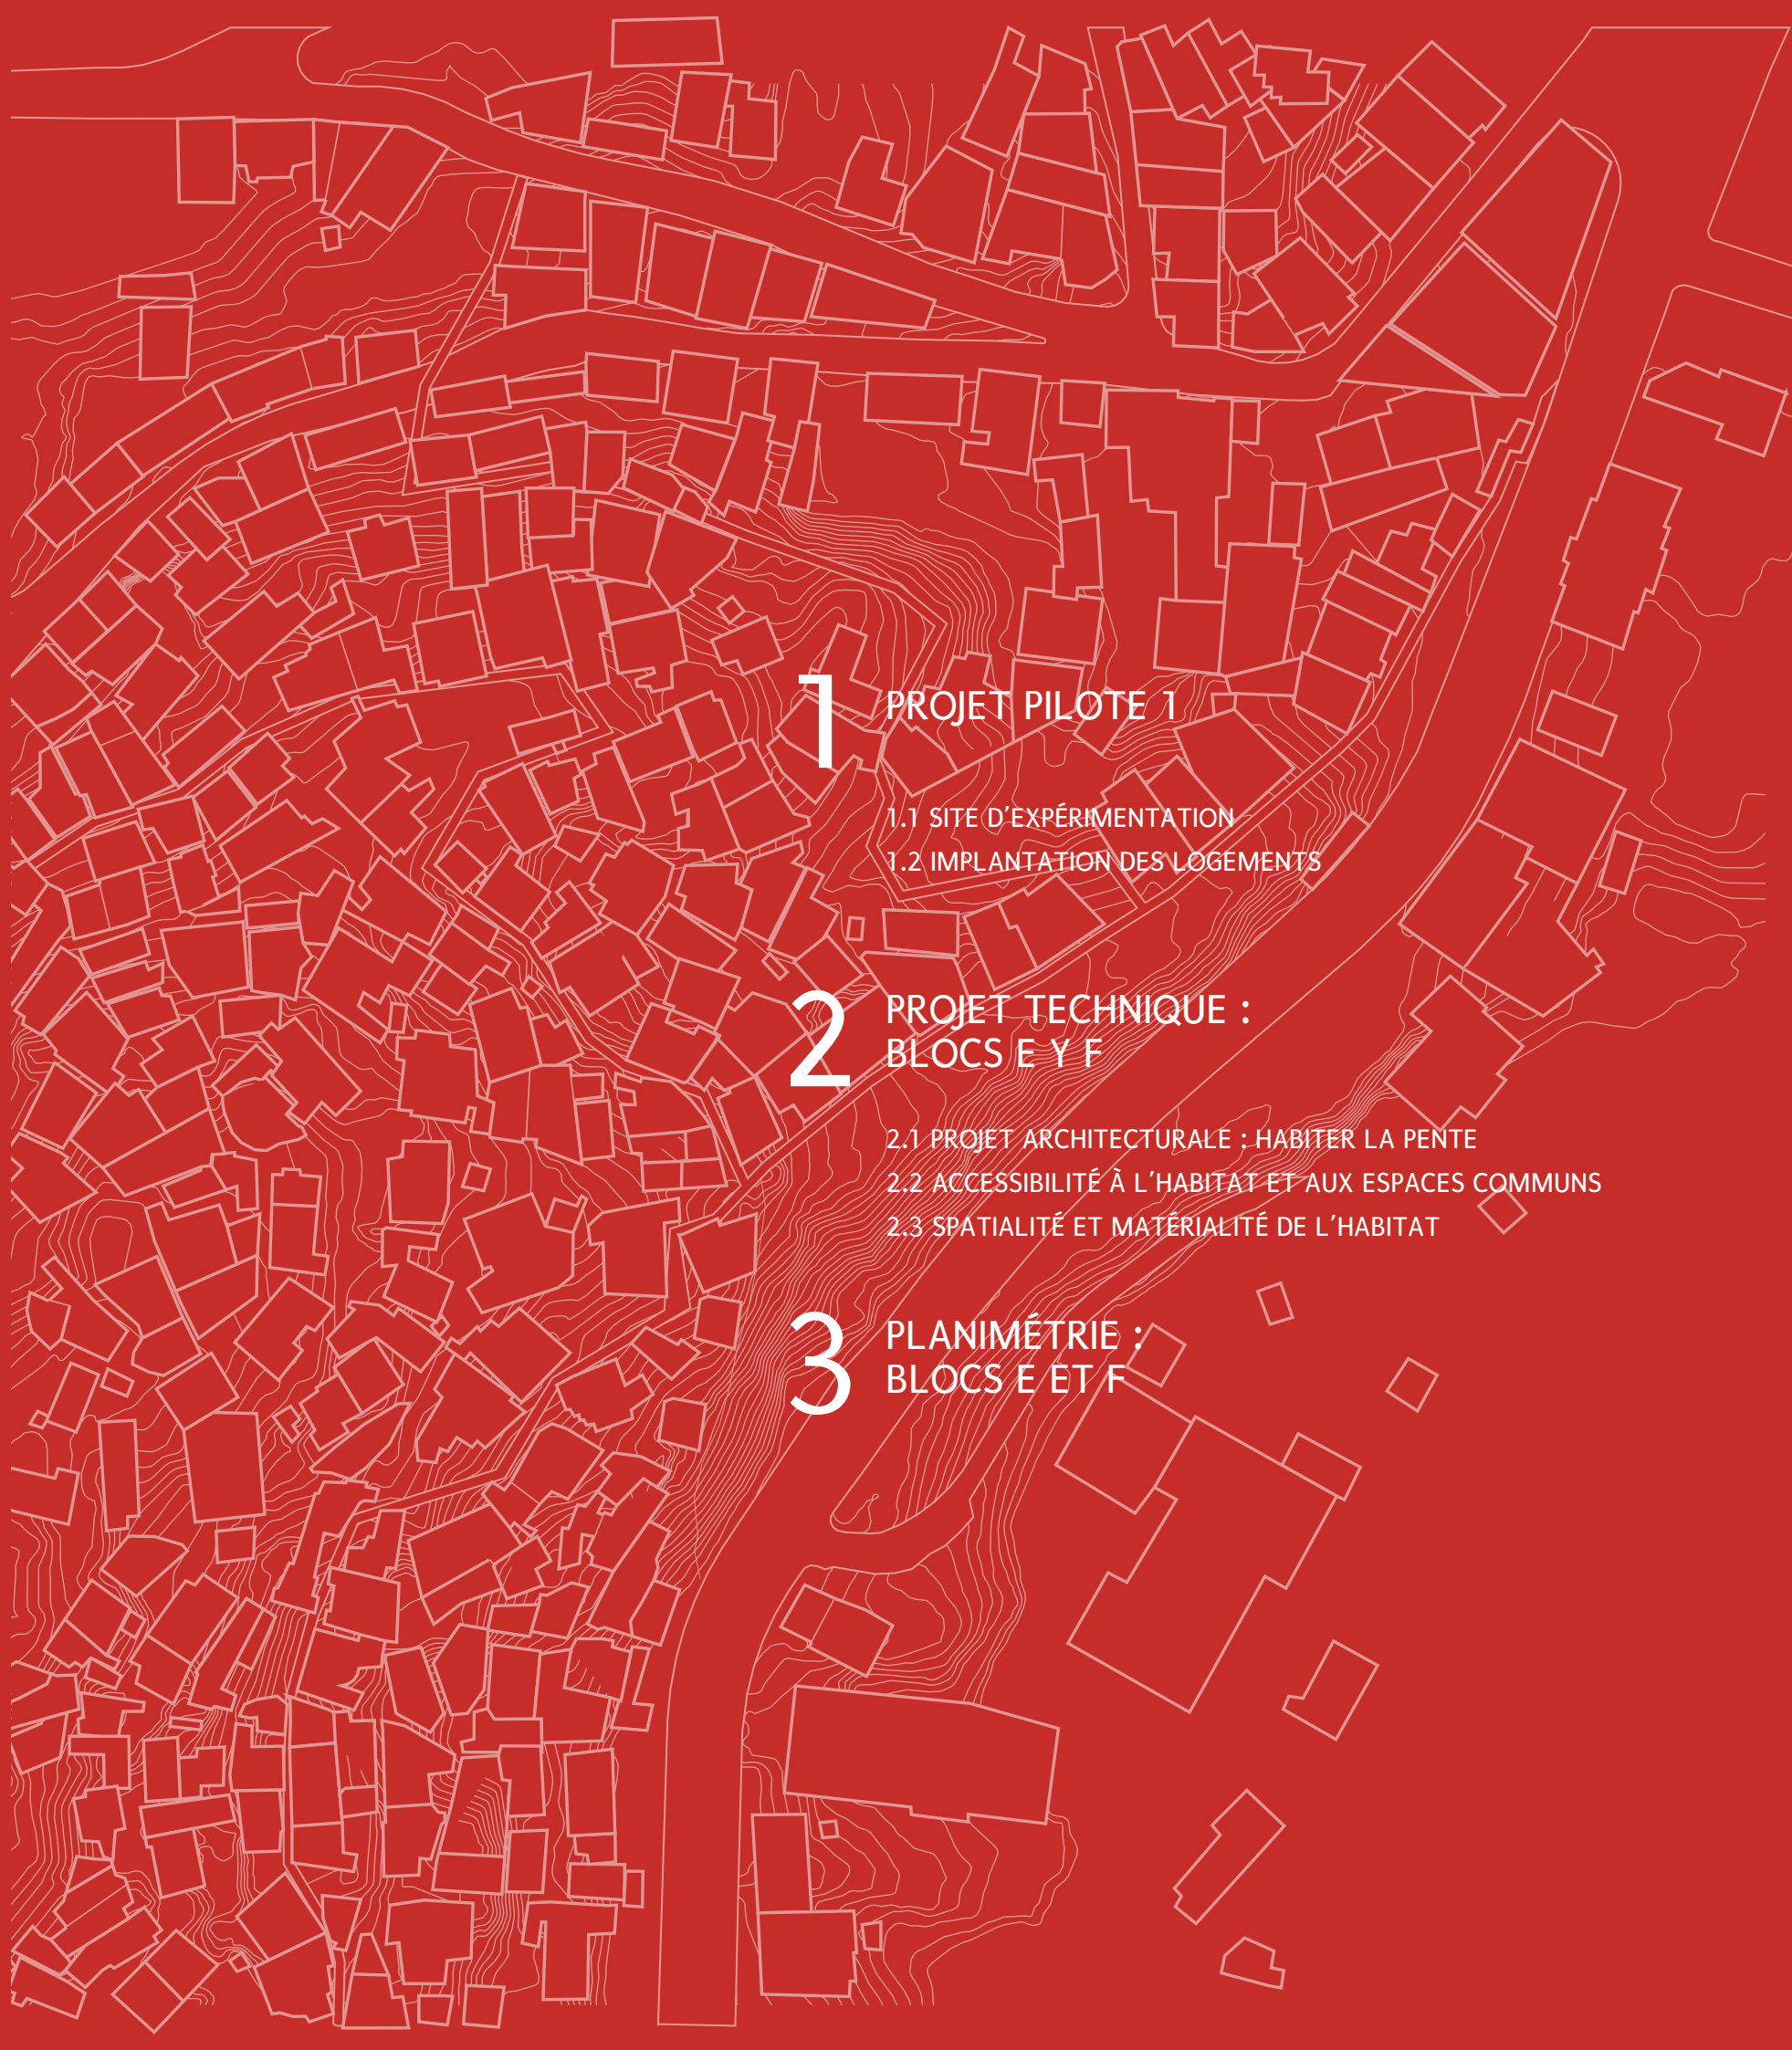 1 PROJET PILOTE 1
1.1 SITE D'EXPÉRIMENTATION
1.2 IMPLANTATION DES LOGEMENTS
2 PROJET TECHNIQUE :
BLOCS E Y F
2.1 PROJET ARCHITECTURALE : HABITER LA PENTE
2.2 ACCESSIBILITÉ À L'HABITAT ET AUX ESPACES COMMUNS
2.3 SPATIALITÉ ET MATÉRIALITÉ DE L'HABITAT
3 PLANIMÉTRIE :
BLOCS E ET F